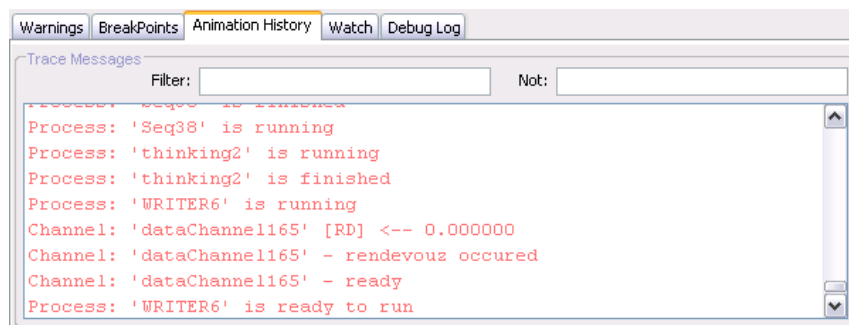 Warnings BreakPoints Animation History Watch Debug Log
Trace Messages
Filter: Not:
Process: 'Seq38' is running
Process: 'thinking2' is running
Process: 'thinking2' is finished
Process: 'WRITER6' is running
Channel: 'dataChannel165' [RD] <-- 0.000000
Channel: 'dataChannel165' - rendevouz occured
Channel: 'dataChannel165' - ready
Process: 'WRITER6' is ready to run